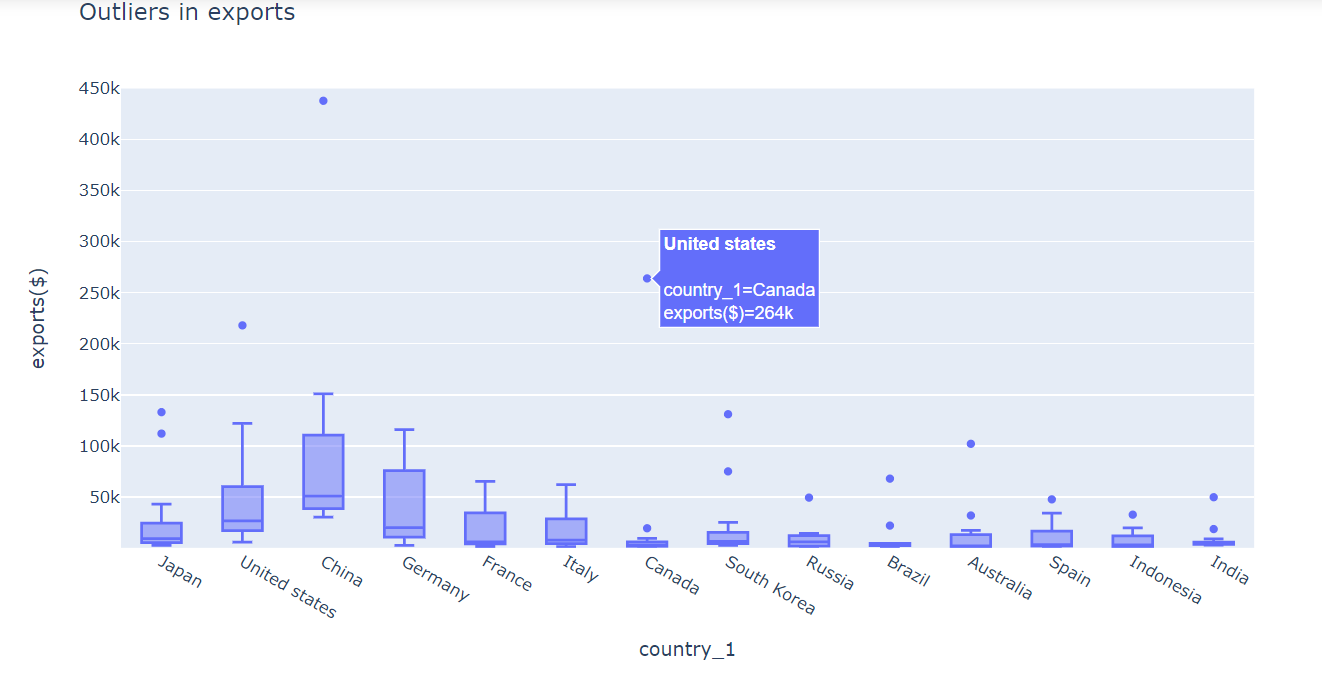 Outliers in exports
450k
400k
350k
300k
250k
200k
150k
100k
50k
exports($)
United states
country_1=Canada
exports($)=264k
Japan
United states
China
Germany
France
Italy
Canada
South Korea
Russia
Brazil
Australia
Spain
Indonesia
India
country_1